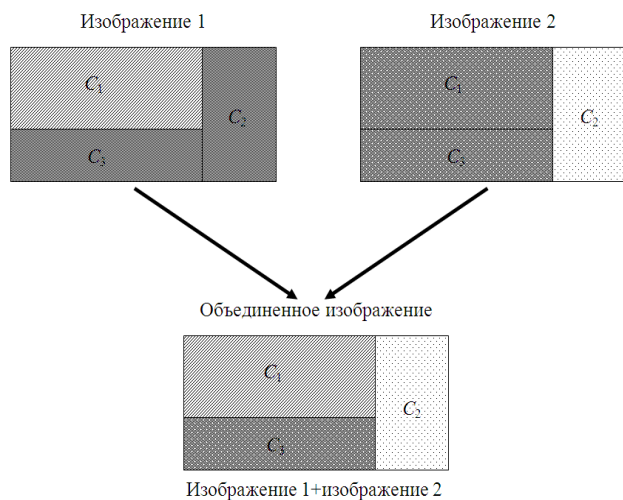 Изображение 1
Изображение 2
C₁
C₂
C₃
C₁
C₂
C₃
Объединенное изображение
C₁
C₂
C₃
Изображение 1+изображение 2